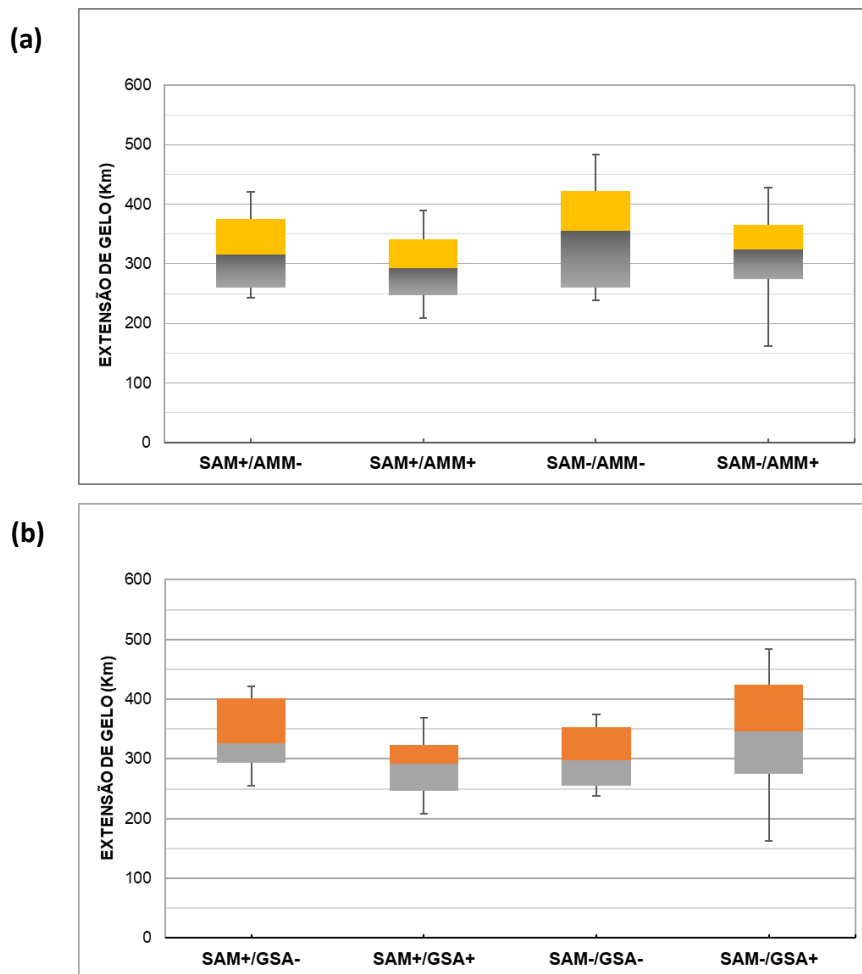 (a)
EXTENSÃO DE GELO (Km)
600
500
400
300
200
100
0
SAM+/AMM- SAM+/AMM+ SAM-/AMM- SAM-/AMM+
(b)
EXTENSÃO DE GELO (Km)
600
500
400
300
200
100
0
SAM+/GSA- SAM+/GSA+ SAM-/GSA- SAM-/GSA+